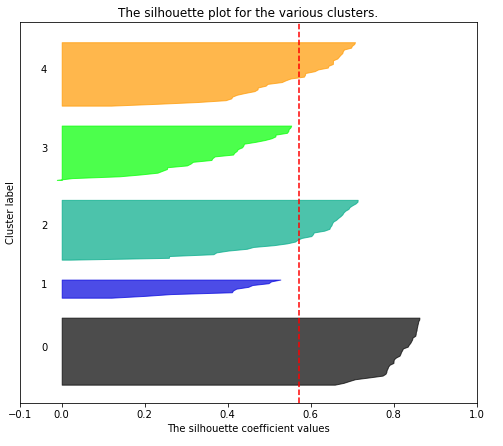 The silhouette plot for the various clusters.
Cluster label
4
3
2
1
0
−0.1 0.0 0.2 0.4 0.6 0.8 1.0
The silhouette coefficient values